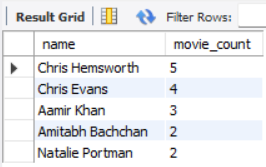 Result Grid Filter Rows:
name movie_count
Chris Hemsworth 5
Chris Evans 4
Aamir Khan 3
Amitabh Bachchan 2
Natalie Portman 2